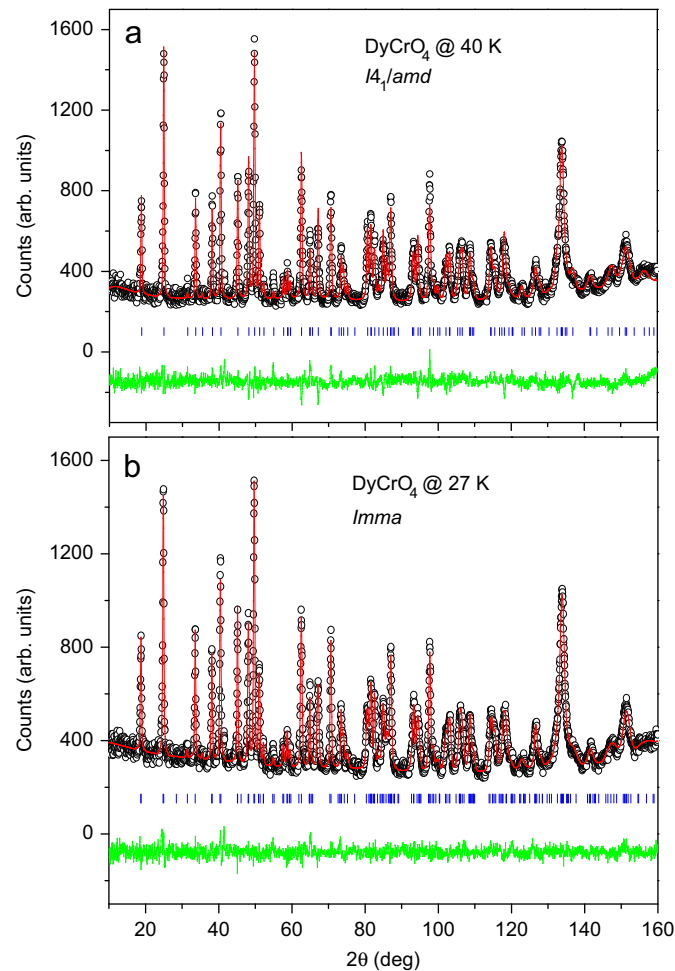 1600
a
DyCrO₄ @ 40 K
I4₁/amd
1200
800
400
0
Counts (arb. units)
1600
b
DyCrO₄ @ 27 K
Imma
1200
800
400
0
Counts (arb. units)
20 40 60 80 100 120 140 160
2θ (deg)